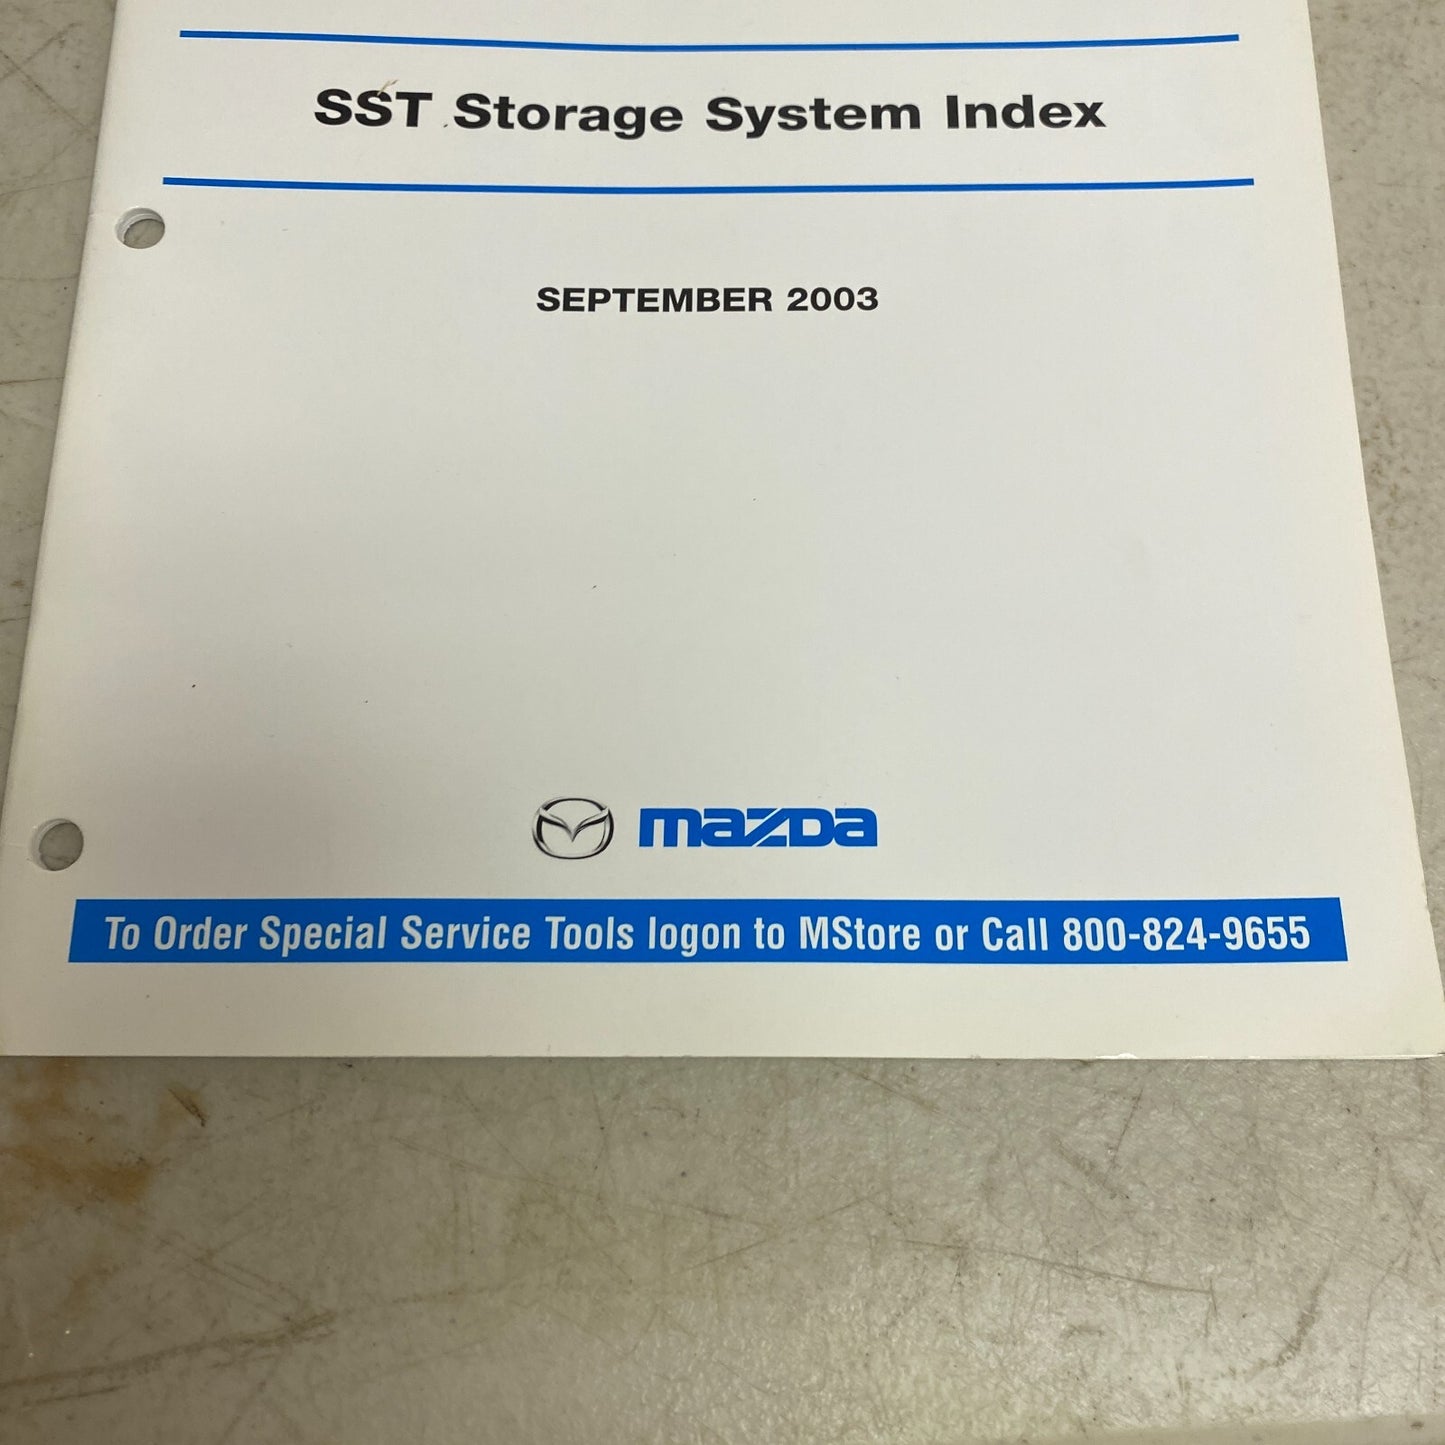 SST Storage System Index
SEPTEMBER 2003
mazda
To Order Special Service Tools logon to MStore or Call 800-824-9655